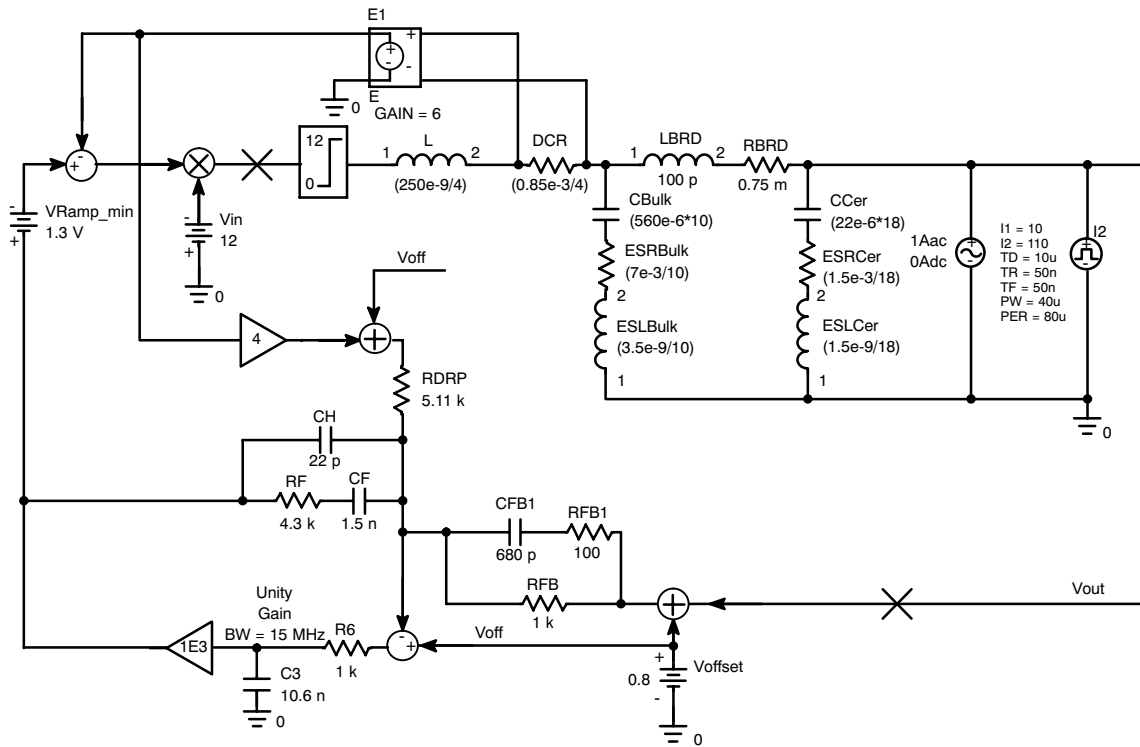 E1
+
+
-
-
E
0
GAIN = 6
-
+
12
0
1
L
2
(250e-9/4)
DCR
(0.85e-3/4)
LBRD
1
2
100 p
RBRD
0.75 m
-
+
VRamp_min
1.3 V
-
+
Vin
12
0
CBulk
(560e-6*10)
ESRBulk
(7e-3/10)
2
ESLBulk
(3.5e-9/10)
1
CCer
(22e-6*18)
ESRCer
(1.5e-3/18)
2
ESLCer
(1.5e-9/18)
1
1Aac
0Adc
+
-
I1 = 10
I2 = 110
TD = 10u
TR = 50n
TF = 50n
PW = 40u
PER = 80u
I2
+
-
0
Voff
4
RDRP
5.11 k
CH
22 p
RF
4.3 k
CF
1.5 n
CFB1
680 p
RFB1
100
RFB
1 k
Vout
Unity
Gain
BW = 15 MHz
1E3
R6
1 k
-
+
Voff
C3
10.6 n
0
+
0.8
-
Voffset
0